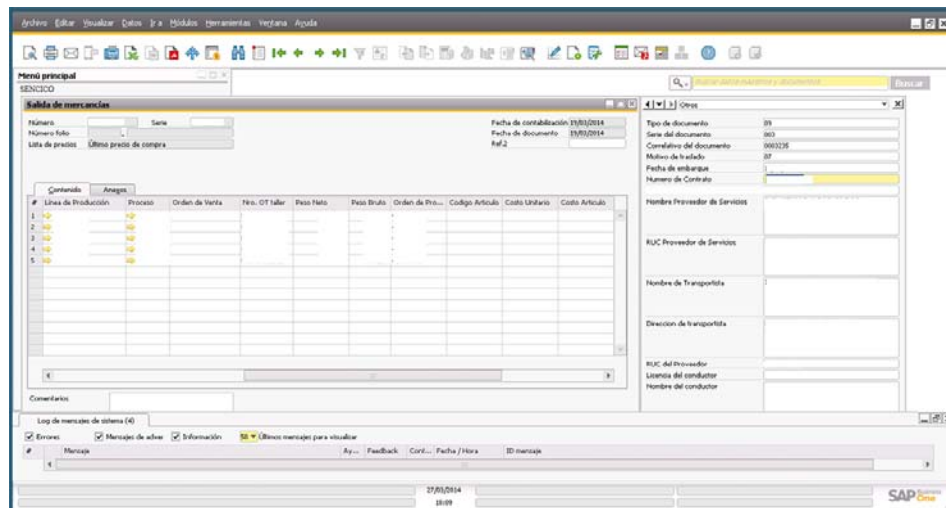 Archivo Editar Visualizar Datos Ir a Módulos Herramientas Ventana Ayuda
Menú principal
SENCICO
Buscar
Salida de mercancías
Otros
Número Serie
Número folio
Lista de precios Último precio de compra
Fecha de contabilización 19/03/2014
Fecha de documento 19/03/2014
Ref.2
Tipo de documento 09
Serie del documento 003
Correlativo del documento 0003235
Motivo de traslado 07
Fecha de embarque
Numero de Contrato
Nombre Proveedor de Servicios
RUC Proveedor de Servicios
Nombre de Transportista
Direccion de transportista
RUC del Proveedor
Licencia del conductor
Nombre del conductor
Contenido Anexos
# Línea de Producción Proceso Orden de Venta Nro. OT taller Peso Neto Peso Bruto Orden de Pro... Codigo Articulo Costo Unitario Costo Articulo
1
2
3
4
5
Comentarios
Log de mensajes de sistema (4)
Errores Mensajes de adver Información 50 Últimos mensajes para visualizar
# Mensaje Ay... Feedback Cont... Fecha / Hora ID mensaje
27/03/2014
18:09
SAP Business One